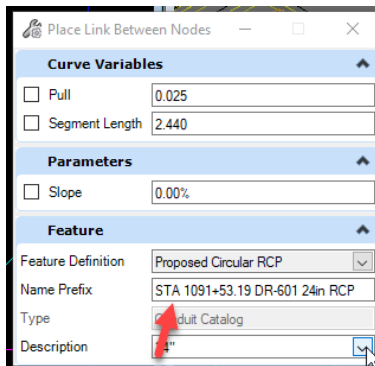 Place Link Between Nodes
Curve Variables
Pull 0.025
Segment Length 2.440
Parameters
Slope 0.00%
Feature
Feature Definition Proposed Circular RCP
Name Prefix STA 1091+53.19 DR-601 24in RCP
Type Conduit Catalog
Description 24"